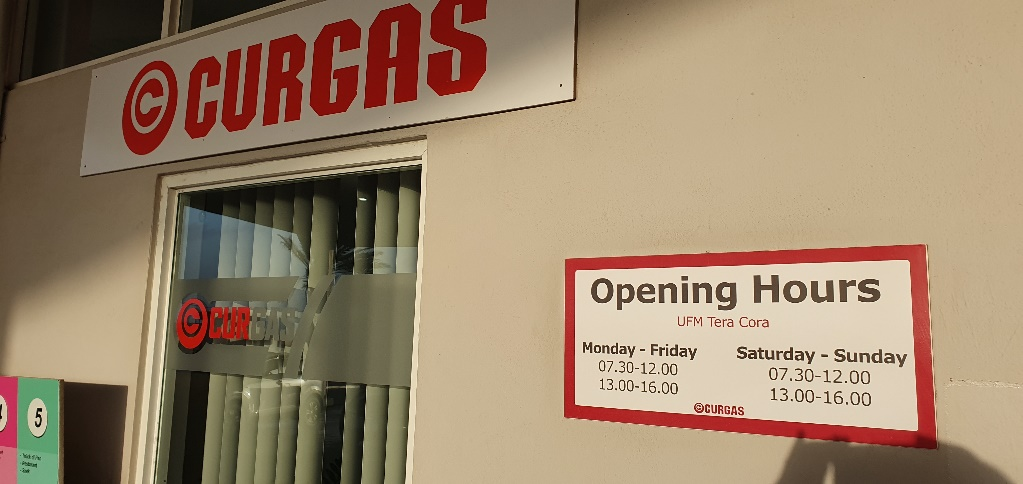 CURGAS
CURGAS
Opening Hours
UFM Tera Cora
Monday - Friday
07.30-12.00
13.00-16.00
Saturday - Sunday
07.30-12.00
13.00-16.00
CURGAS
5